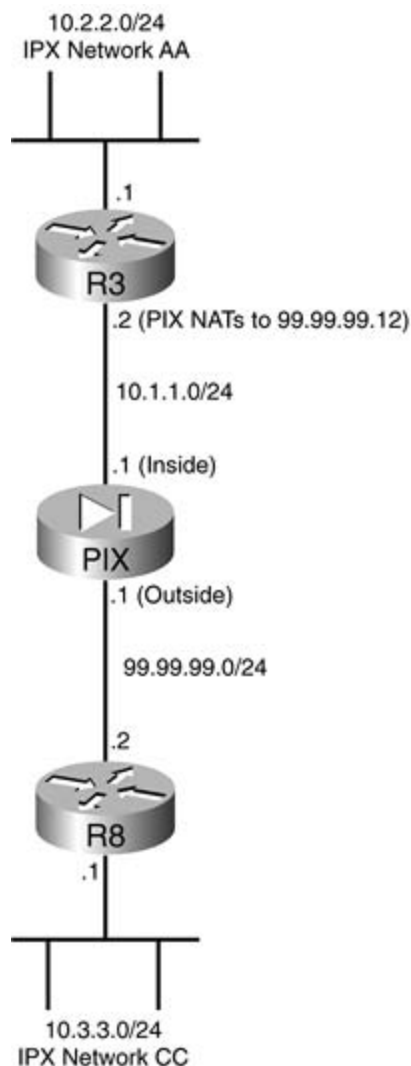 10.2.2.0/24
IPX Network AA
.1
R3
.2 (PIX NATs to 99.99.99.12)
10.1.1.0/24
.1 (Inside)
PIX
.1 (Outside)
99.99.99.0/24
.2
R8
.1
10.3.3.0/24
IPX Network CC